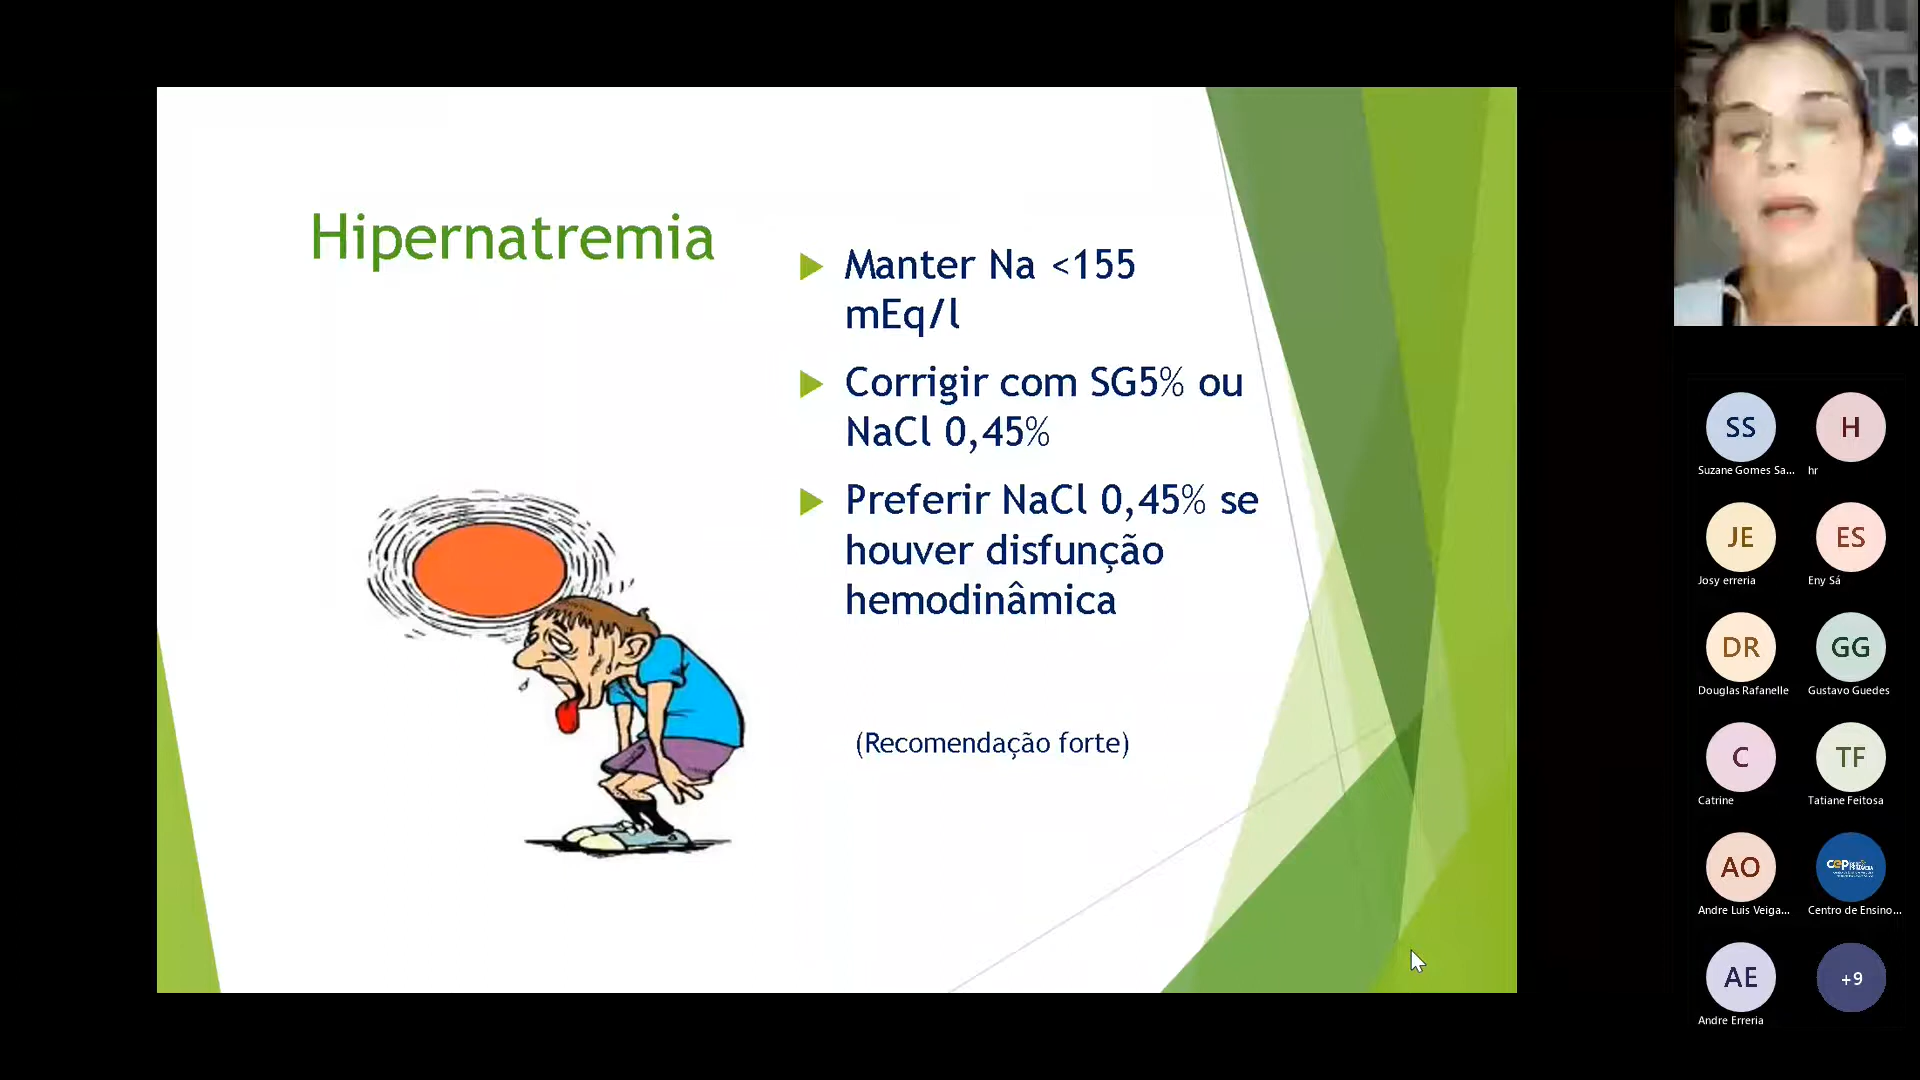 Hipernatremia
Manter Na <155
mEq/l
Corrigir com SG5% ou
NaCl 0,45%
Preferir NaCl 0,45% se
houver disfunção
hemodinâmica
(Recomendação forte)
SS
H
Suzane Gomes Sa...
hr
JE
ES
Josy erreria
Eny Sá
DR
GG
Douglas Rafanelle
Gustavo Guedes
C
TF
Catrine
Tatiane Feitosa
AO
cep
Andre Luis Veiga...
Centro de Ensino...
AE
+9
Andre Erreria